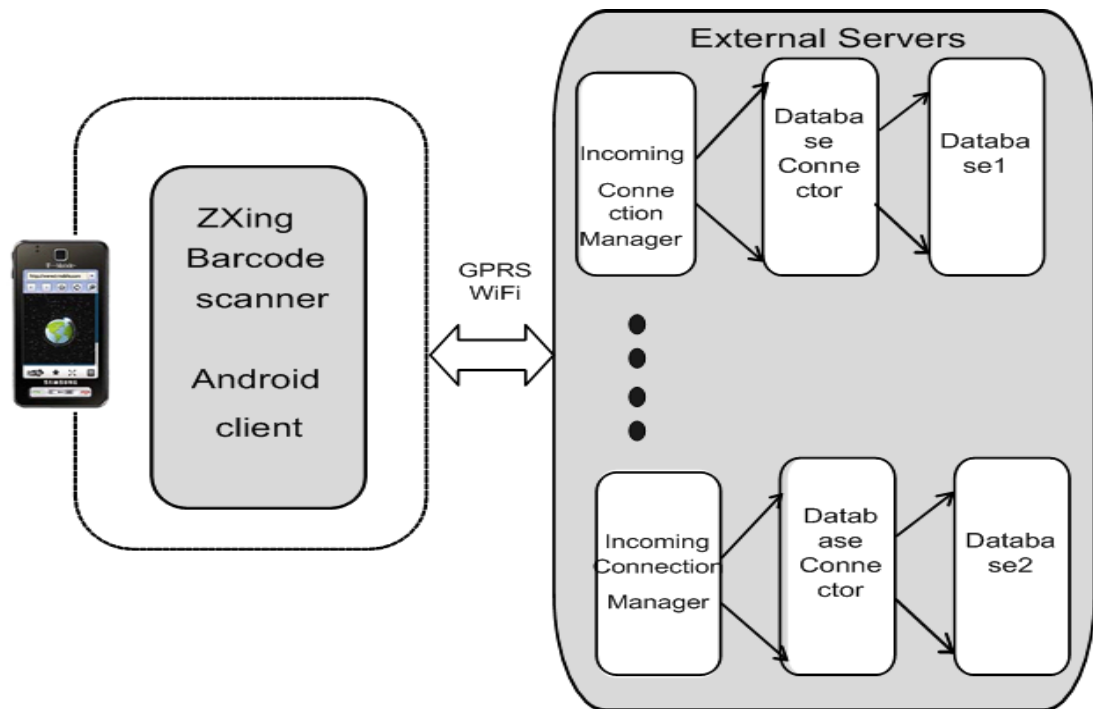 External Servers
ZXing
Barcode
scanner
Android
client
SAMSUNG
GPRS
WiFi
Incoming
Conne
ction
Manager
Databa
se
Conne
ctor
Databa
se1
Incoming
Connection
Manager
Datab
ase
Conne
ctor
Databa
se2